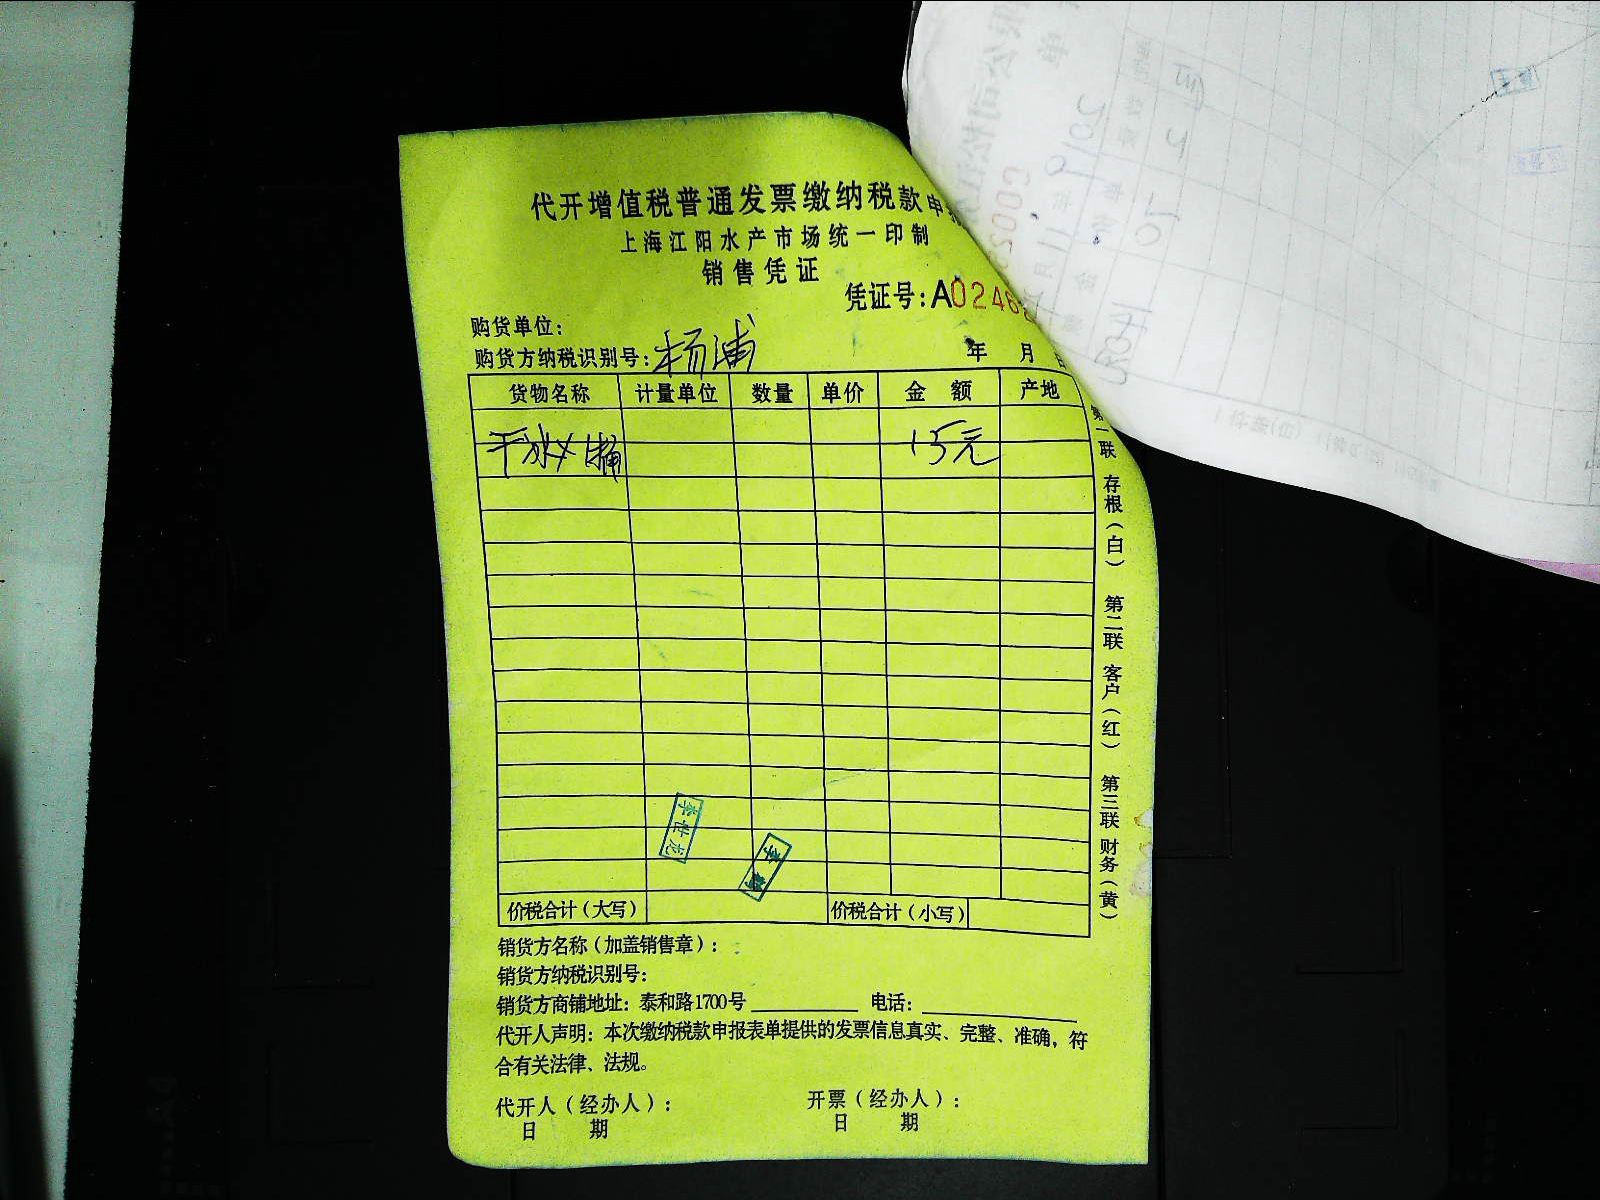 代开增值税普通发票缴纳税款申
上海江阳水产市场统一印制
销售凭证
凭证号:A0246
购货单位:
购货方纳税识别号:杨浦
年 月
货物名称 计量单位 数量 单价 金额 产地
15元
李世龙
价税合计(大写) 价税合计(小写)
销货方名称(加盖销售章):
销货方纳税识别号:
销货方商铺地址:泰和路1700号 电话:
代开人声明:本次缴纳税款申报表单提供的发票信息真实、完整、准确,符
合有关法律、法规。
代开人(经办人): 开票(经办人):
日 期 日 期
第一联 存根(白) 第二联 客户(红) 第三联 财务(黄)